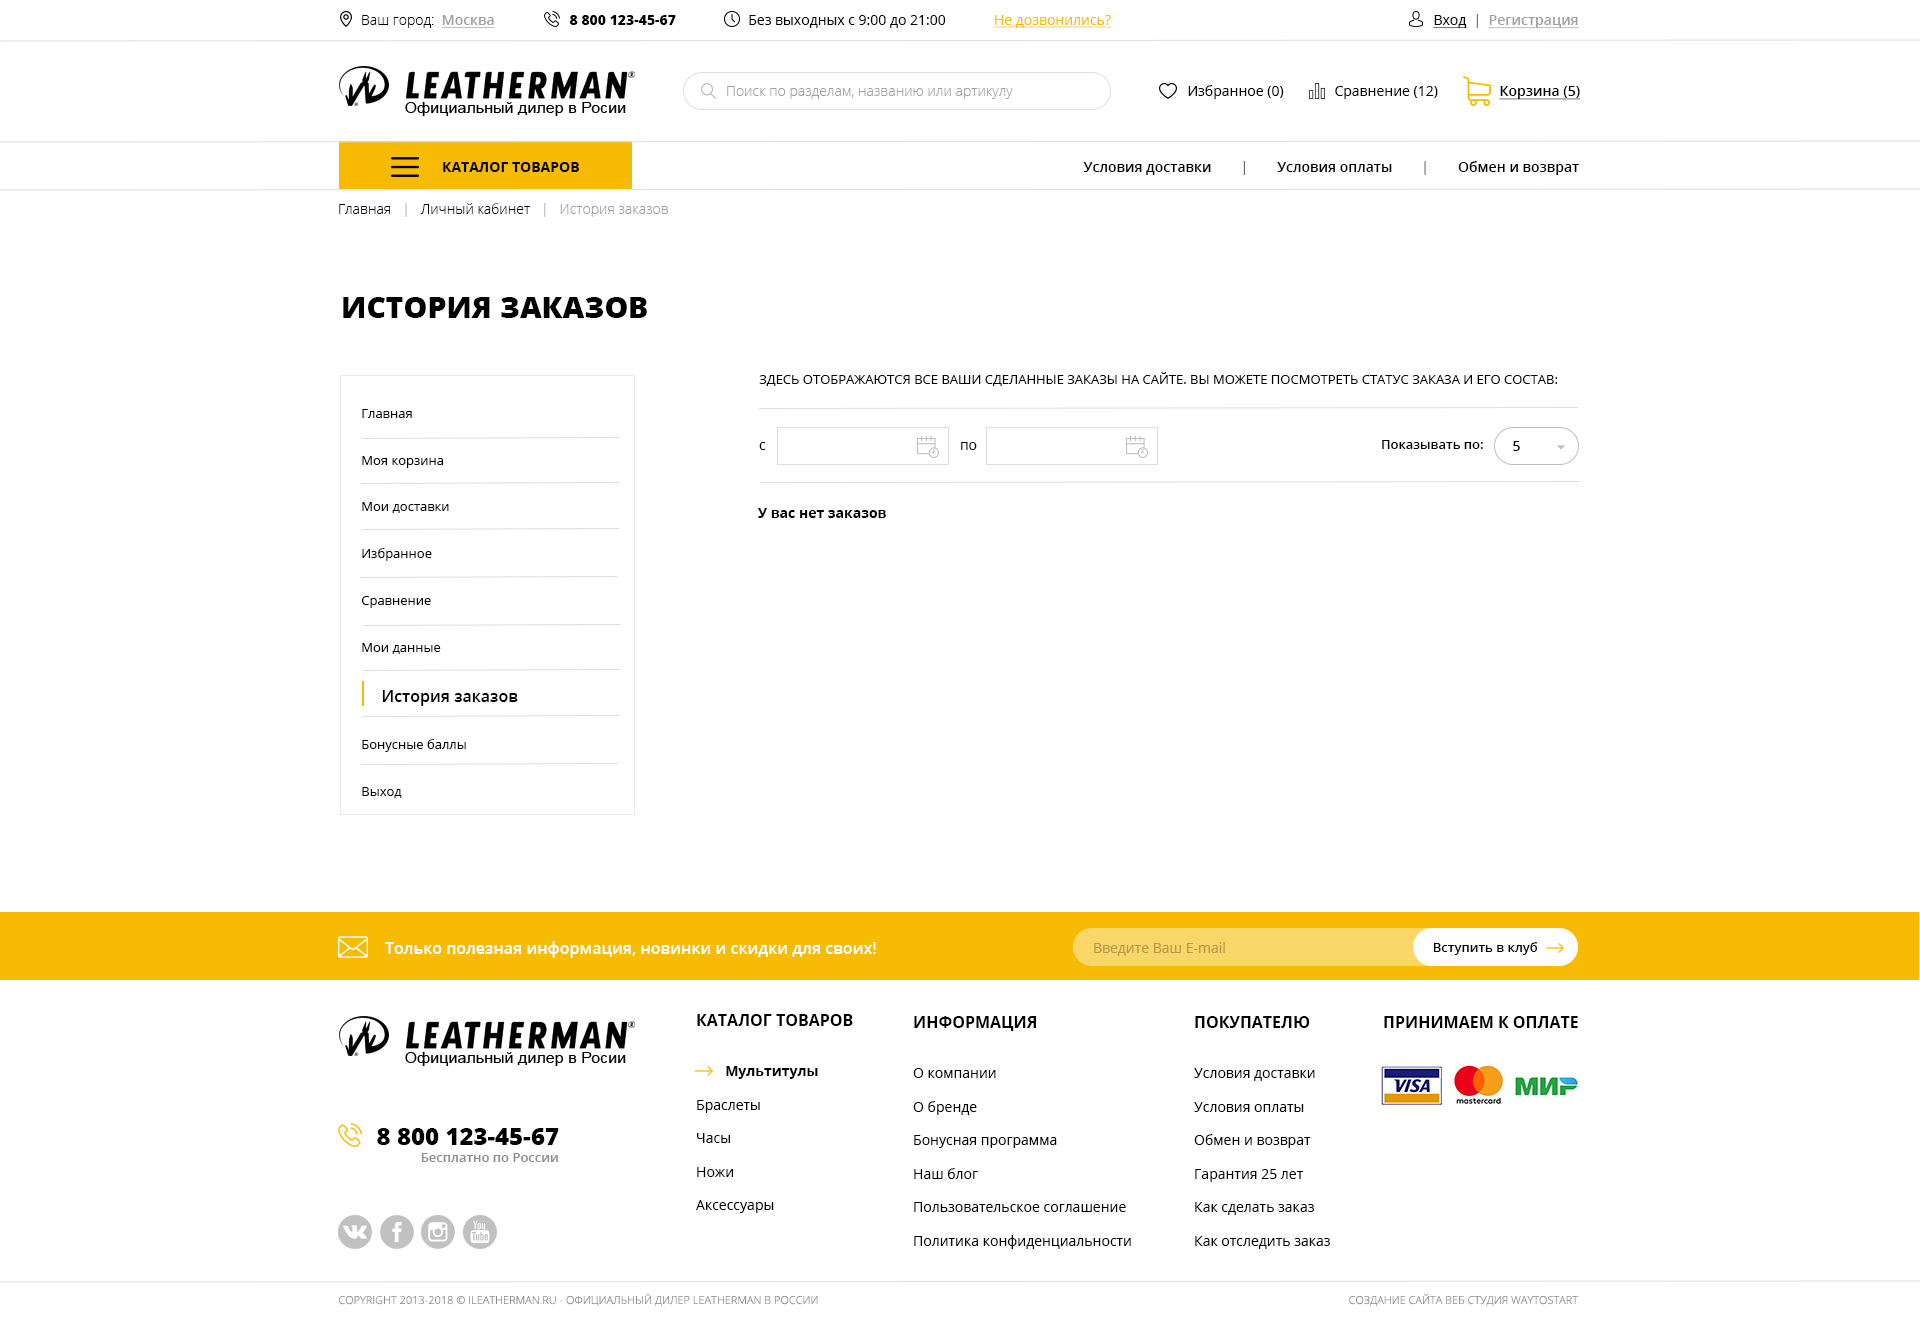 Ваш город: Москва
8 800 123-45-67
Без выходных с 9:00 до 21:00
Не дозвонились?
Вход | Регистрация
LEATHERMAN®
Официальный дилер в Росии
Поиск по разделам, названию или артикулу
Избранное (0)
Сравнение (12)
Корзина (5)
КАТАЛОГ ТОВАРОВ
Условия доставки | Условия оплаты | Обмен и возврат
Главная | Личный кабинет | История заказов
ИСТОРИЯ ЗАКАЗОВ
Главная
Моя корзина
Мои доставки
Избранное
Сравнение
Мои данные
История заказов
Бонусные баллы
Выход
ЗДЕСЬ ОТОБРАЖАЮТСЯ ВСЕ ВАШИ СДЕЛАННЫЕ ЗАКАЗЫ НА САЙТЕ. ВЫ МОЖЕТЕ ПОСМОТРЕТЬ СТАТУС ЗАКАЗА И ЕГО СОСТАВ:
с
по
Показывать по: 5
У вас нет заказов
Только полезная информация, новинки и скидки для своих!
Введите Ваш E-mail
Вступить в клуб
LEATHERMAN®
Официальный дилер в Росии
8 800 123-45-67
Бесплатно по России
You Tube
КАТАЛОГ ТОВАРОВ
Мультитулы
Браслеты
Часы
Ножи
Аксессуары
ИНФОРМАЦИЯ
О компании
О бренде
Бонусная программа
Наш блог
Пользовательское соглашение
Политика конфиденциальности
ПОКУПАТЕЛЮ
Условия доставки
Условия оплаты
Обмен и возврат
Гарантия 25 лет
Как сделать заказ
Как отследить заказ
ПРИНИМАЕМ К ОПЛАТЕ
VISA
mastercard
МИР
COPYRIGHT 2013-2018 © ILEATHERMAN.RU - ОФИЦИАЛЬНЫЙ ДИЛЕР LEATHERMAN В РОССИИ
СОЗДАНИЕ САЙТА ВЕБ СТУДИЯ WAYTOSTART